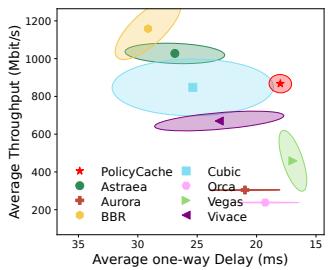 Average Throughput (Mbit/s)
1200
1000
800
600
400
200
PolicyCache
Astraea
Aurora
BBR
Cubic
Orca
Vegas
Vivace
35
30
25
20
15
Average one-way Delay (ms)